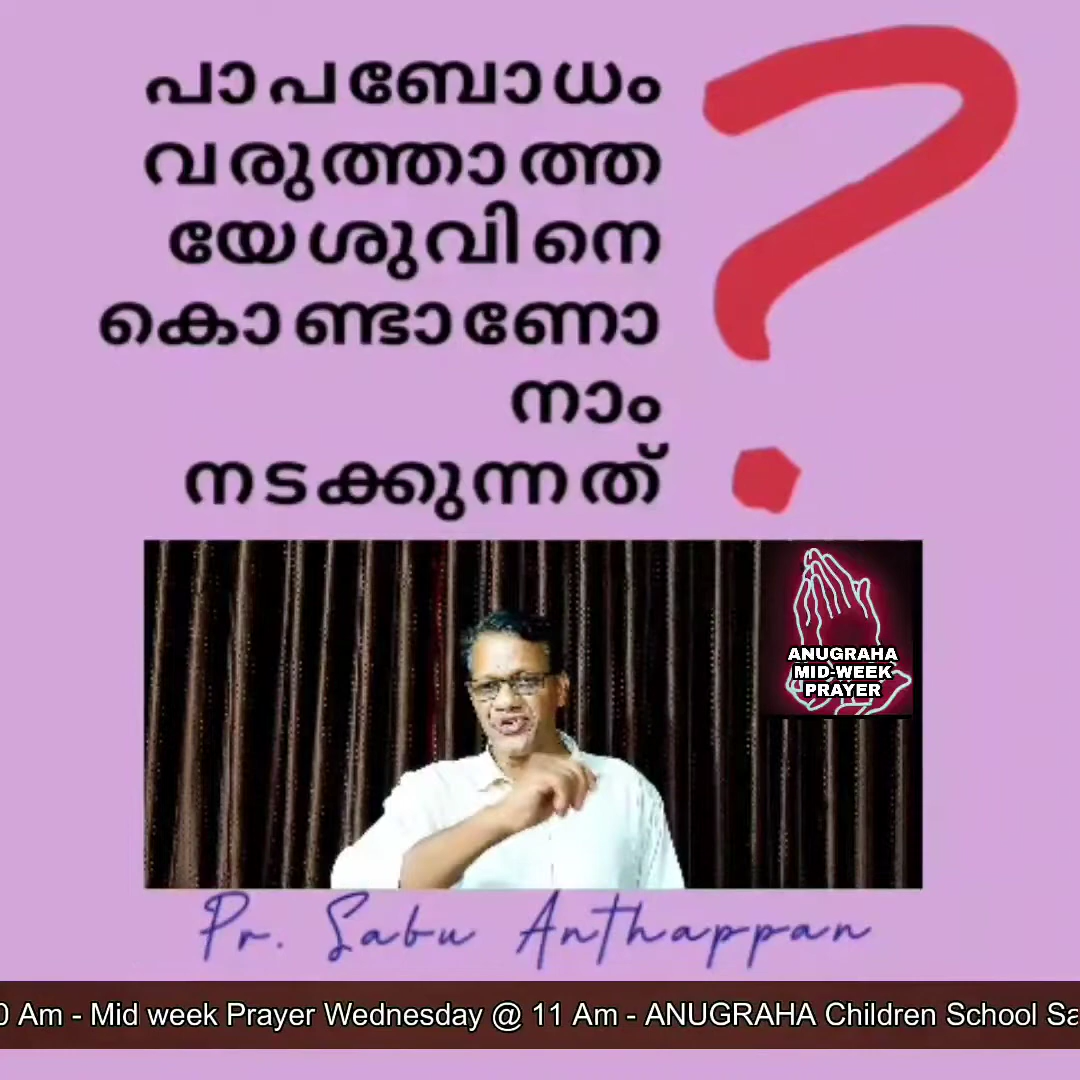 പാപബോധം
വരുത്താത്ത
യേശുവിനെ
കൊണ്ടാണോ
നാം
നടക്കുന്നത്
?
ANUGRAHA
MID-WEEK
PRAYER
Pr. Sabu Anthappan
0 Am - Mid week Prayer Wednesday @ 11 Am - ANUGRAHA Children School Sa